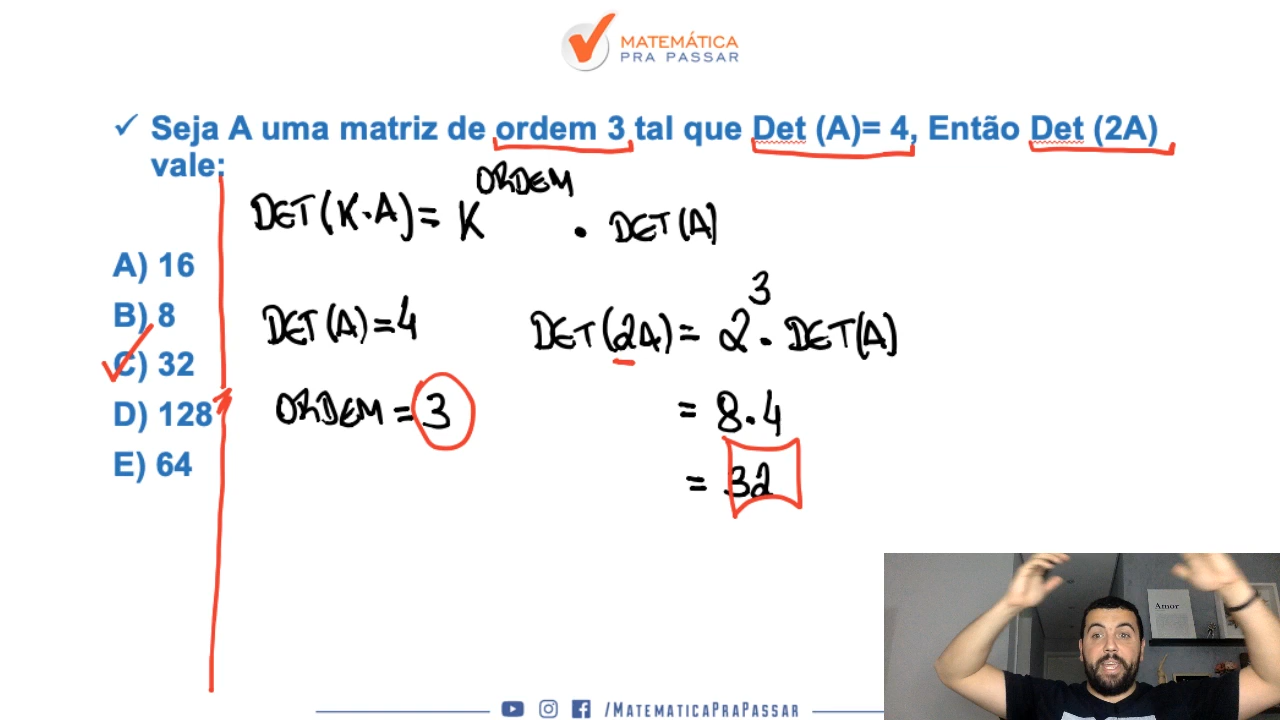 MATEMÁTICA
PRA PASSAR
✓ Seja A uma matriz de ordem 3 tal que Det (A)= 4, Então Det (2A)
vale:
DET(K.A)= K^ORDEM . DET(A)
A) 16
B) 8
C) 32
D) 128
E) 64
DET(A)=4
ORDEM = 3
DET(2A)= 2^3 . DET(A)
= 8.4
= 32
Amor
/MATEMATICAPRAPASSAR